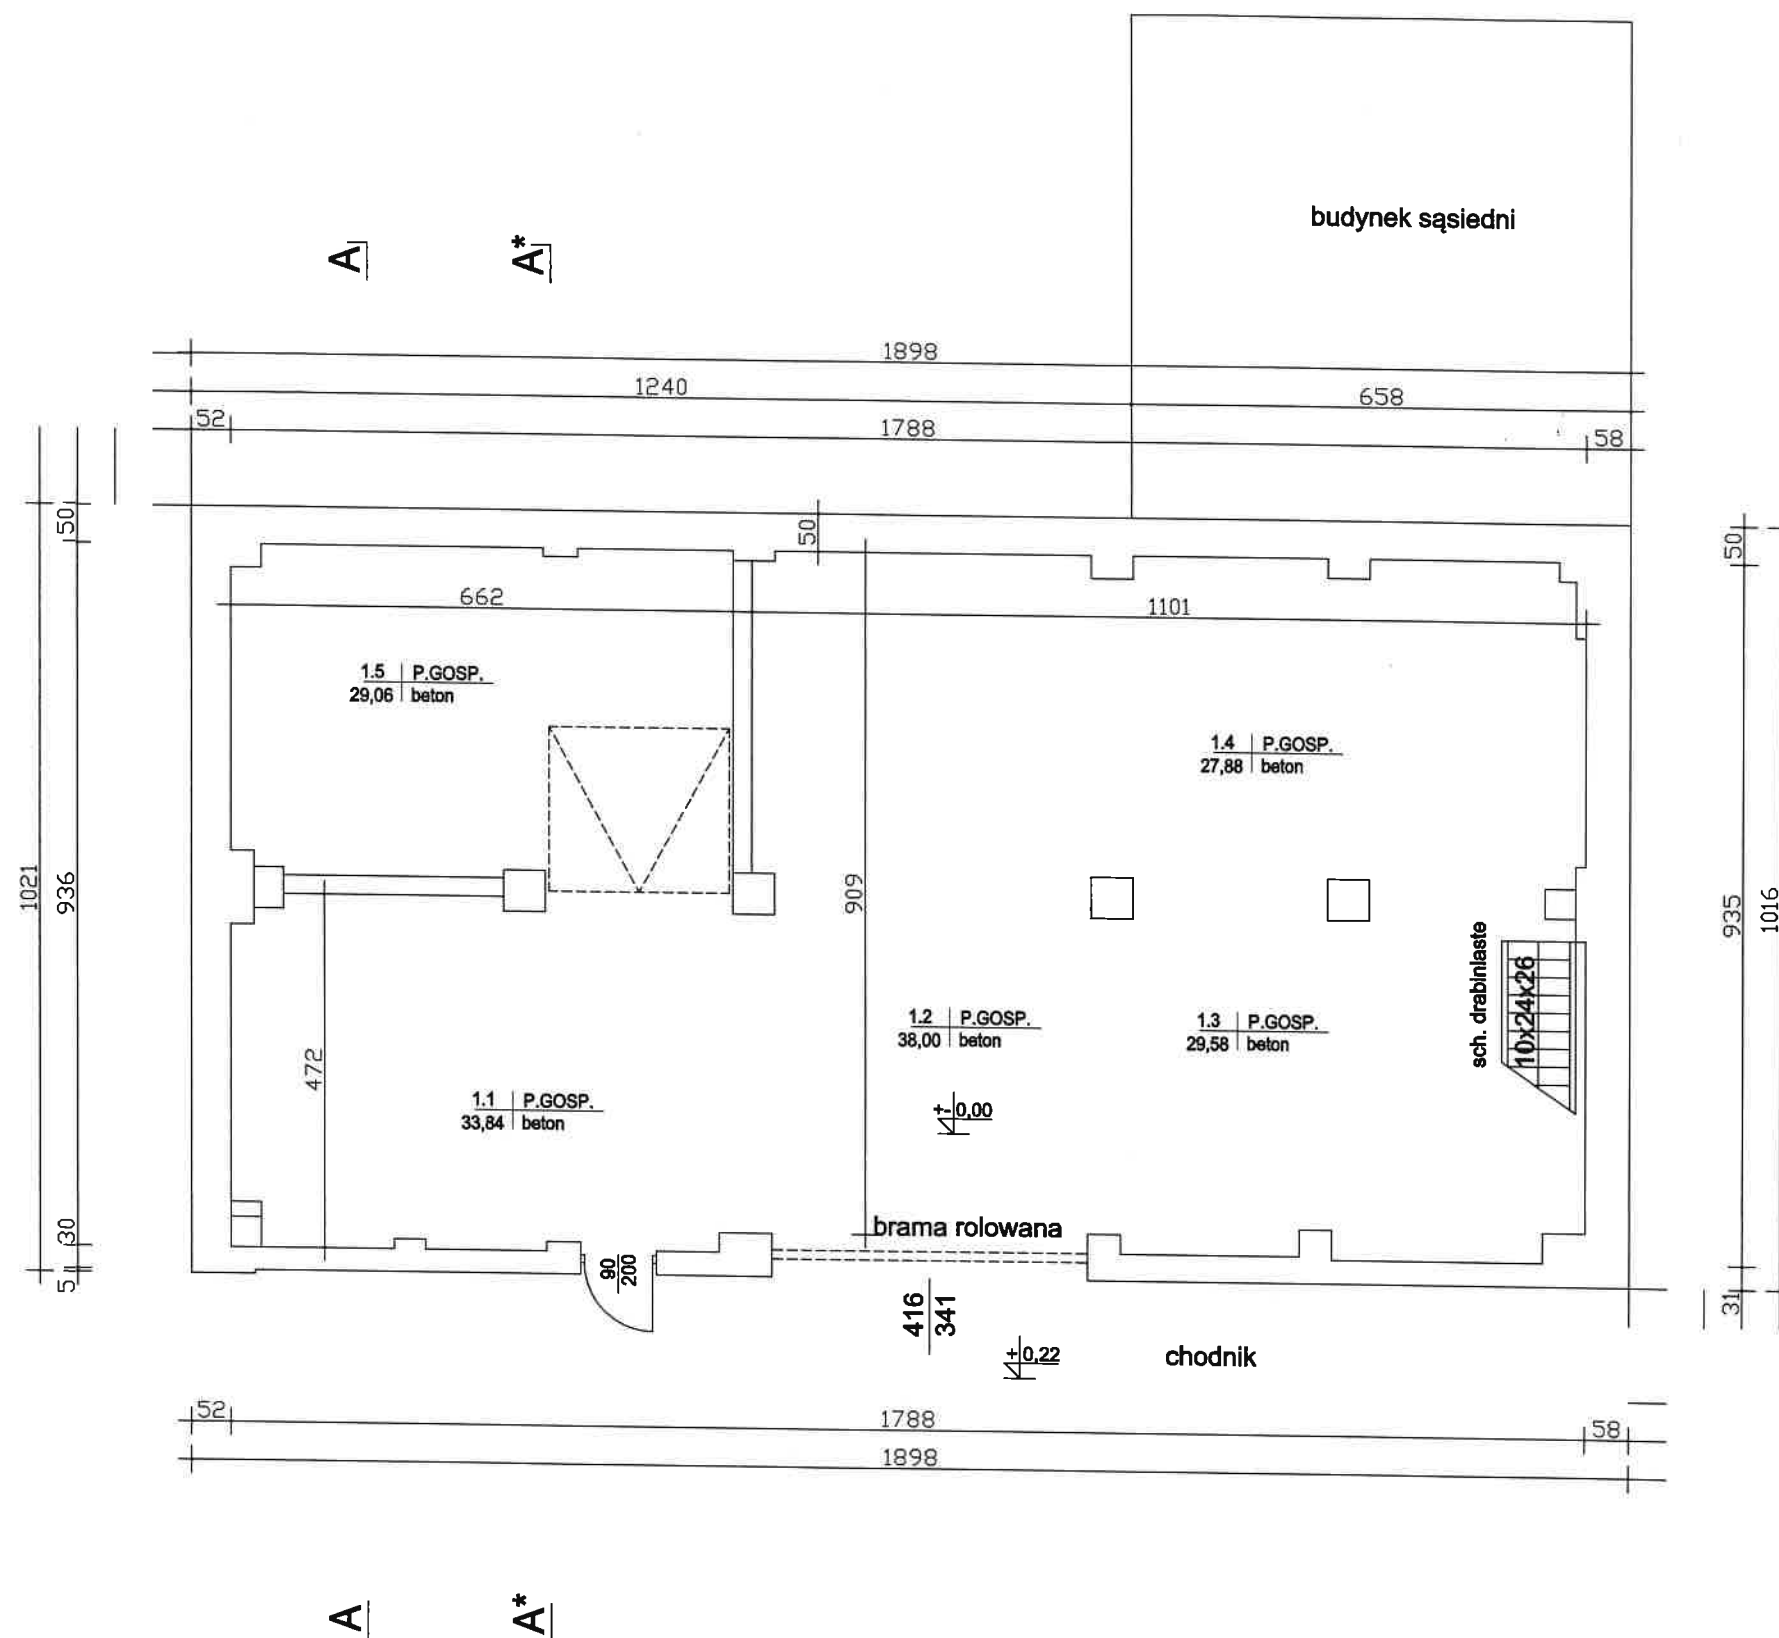 budynek sąsiedni
A
A*
1898
1240
658
52
1788
58
50
50
50
662
1101
1.5 P.GOSP.
29,06 beton
1.4 P.GOSP.
27,88 beton
1021
936
909
935
1016
sch. drabiniaste
10x24x26
1.2 P.GOSP.
38,00 beton
1.3 P.GOSP.
29,58 beton
472
1.1 P.GOSP.
33,84 beton
+-0,00
30
5
brama rolowana
90
200
416
341
31
+0,22
chodnik
52
1788
58
1898
A
A*